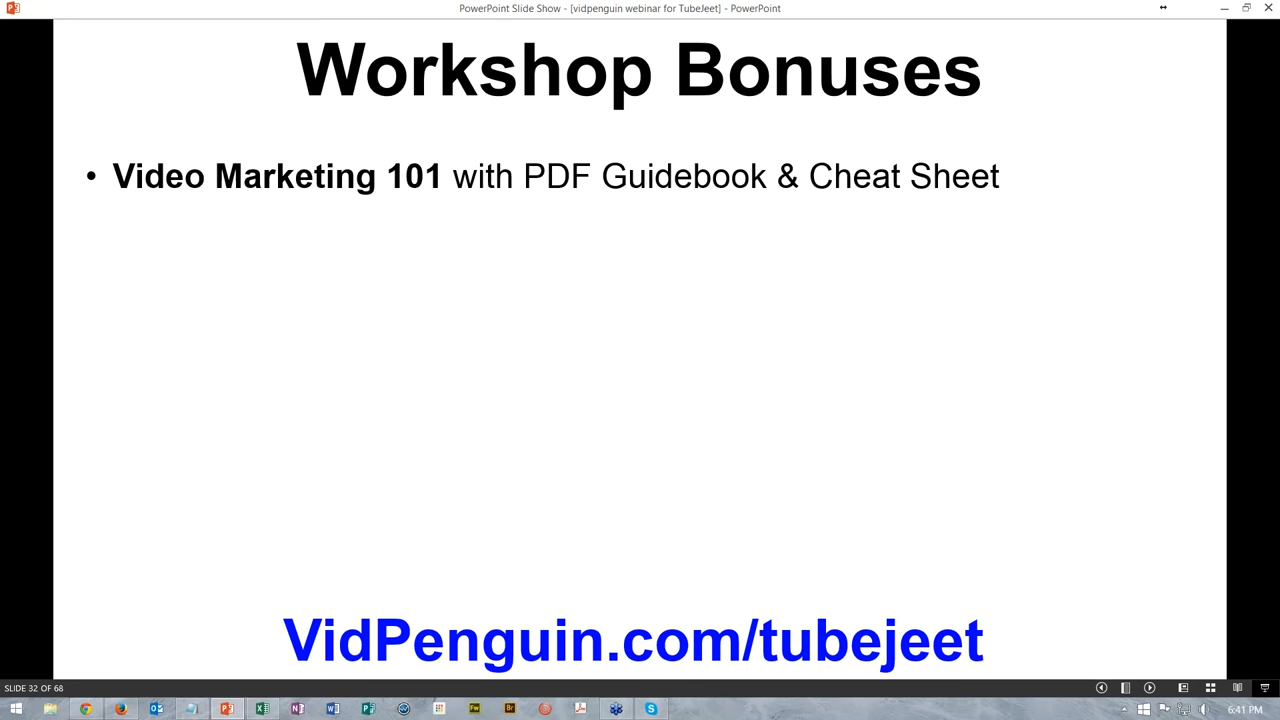 PowerPoint Slide Show - [vidpenguin webinar for TubeJeet] - PowerPoint
Workshop Bonuses
• Video Marketing 101 with PDF Guidebook & Cheat Sheet
VidPenguin.com/tubejeet
SLIDE 32 OF 68
6:41 PM